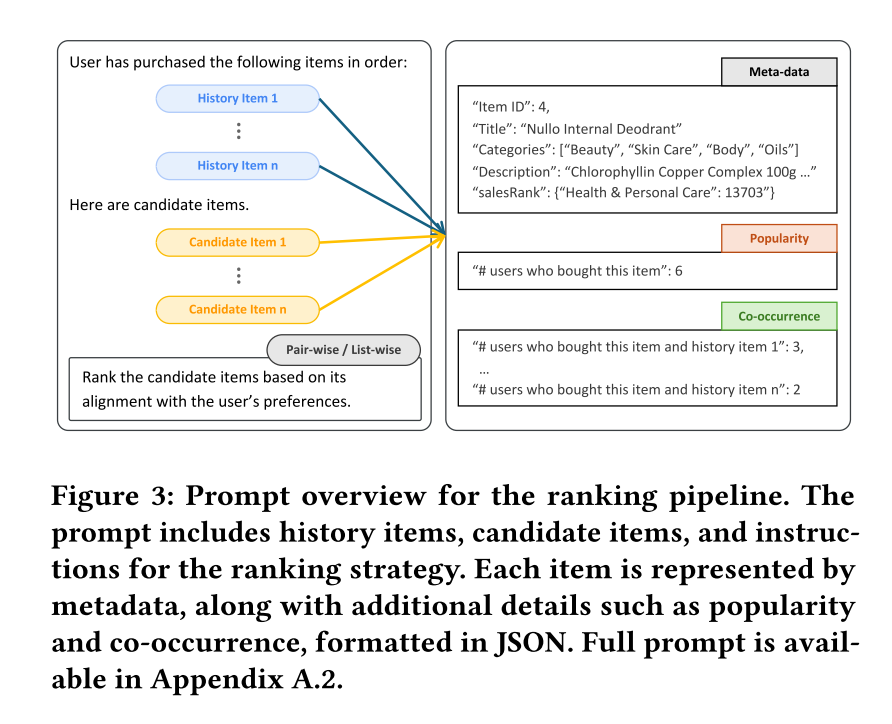 User has purchased the following items in order:
History Item 1
⋮
History Item n
Here are candidate items.
Candidate Item 1
⋮
Candidate Item n
Pair-wise / List-wise
Rank the candidate items based on its
alignment with the user’s preferences.
Meta-data
“Item ID”: 4,
“Title”: “Nullo Internal Deodrant”
“Categories”: [“Beauty”, “Skin Care”, “Body”, “Oils”]
“Description”: “Chlorophyllin Copper Complex 100g …”
“salesRank”: {“Health & Personal Care”: 13703”}
Popularity
“# users who bought this item”: 6
Co-occurrence
“# users who bought this item and history item 1”: 3,
…
“# users who bought this item and history item n”: 2
Figure 3: Prompt overview for the ranking pipeline. The
prompt includes history items, candidate items, and instruc-
tions for the ranking strategy. Each item is represented by
metadata, along with additional details such as popularity
and co-occurrence, formatted in JSON. Full prompt is avail-
able in Appendix A.2.